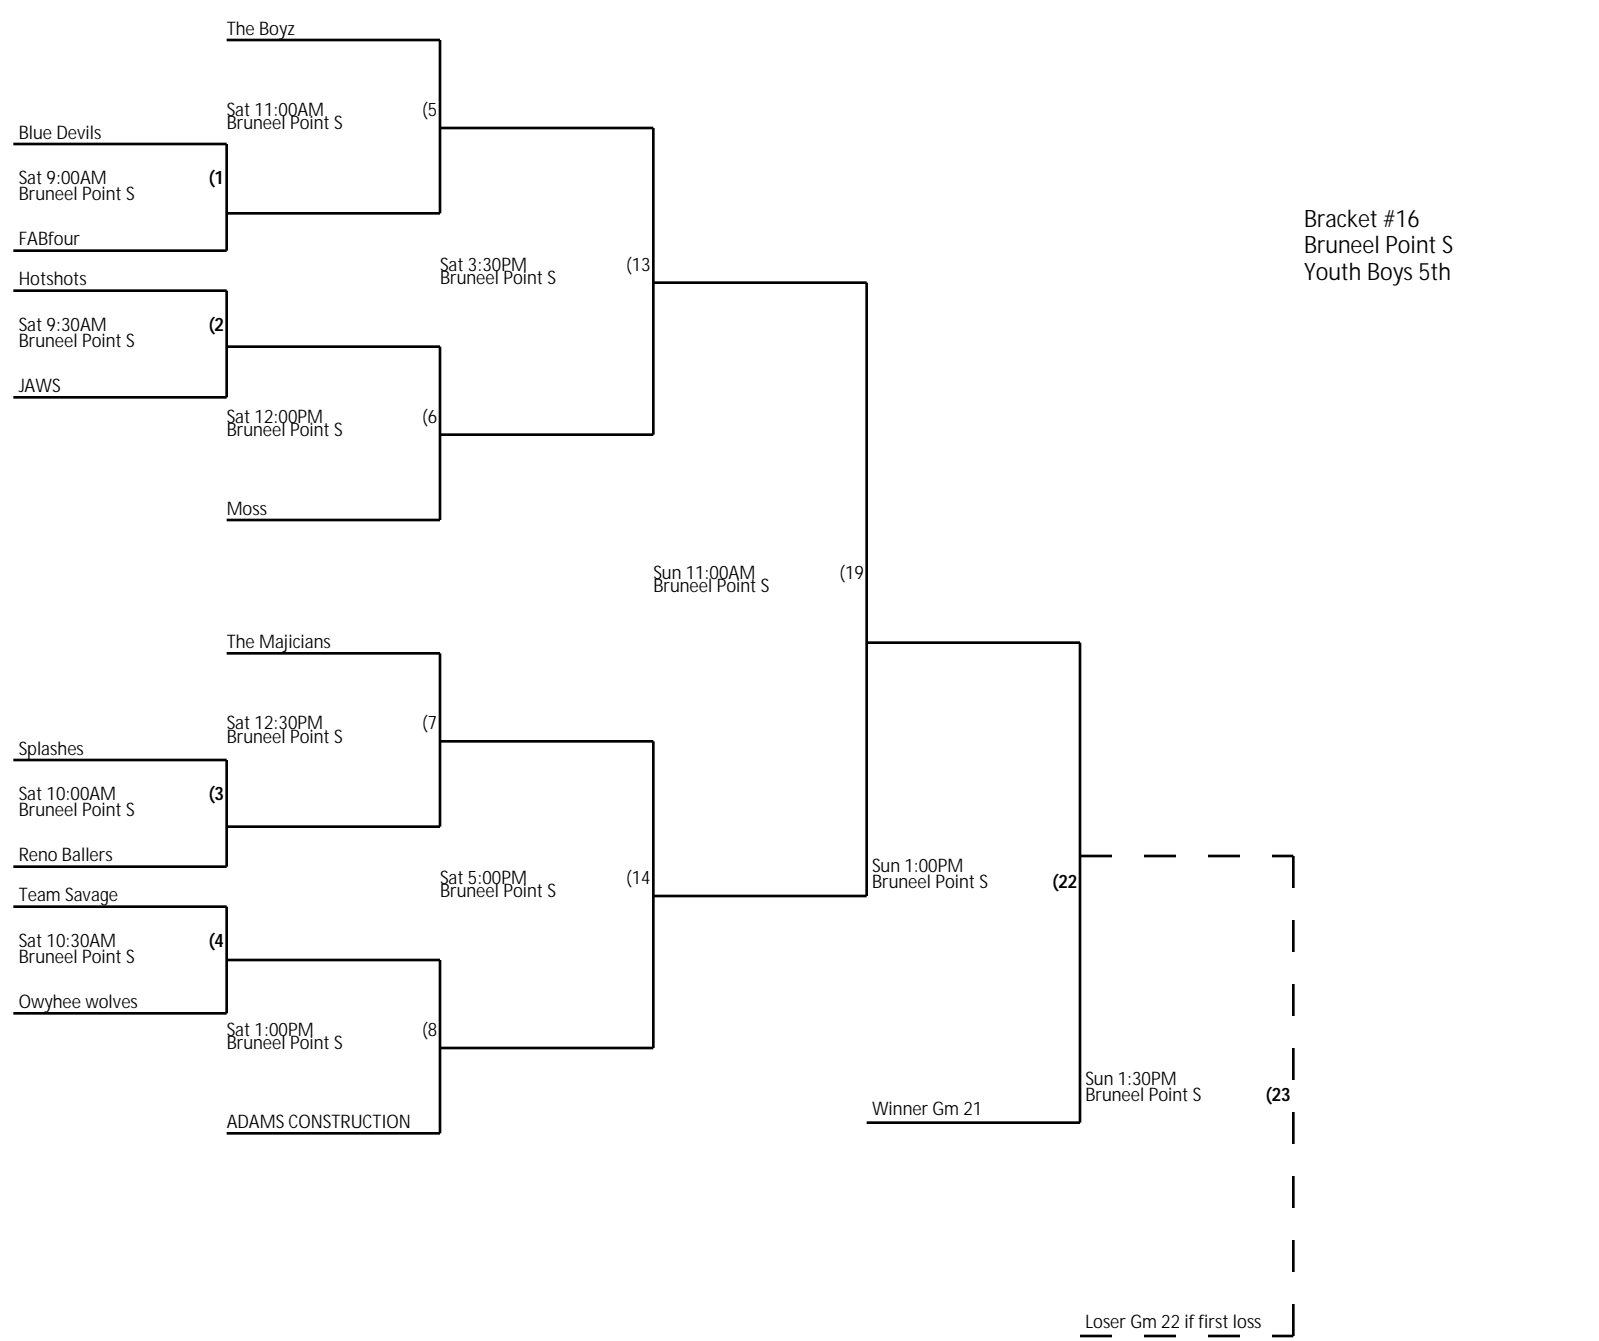 The Boyz
Sat 11:00AM (5
Bruneel Point S
Blue Devils
Sat 9:00AM (1
Bruneel Point S
FABfour
Hotshots
Sat 9:30AM (2
Bruneel Point S
JAWS
Sat 3:30PM (13
Bruneel Point S
Sat 12:00PM (6
Bruneel Point S
Moss
Bracket #16
Bruneel Point S
Youth Boys 5th
Sun 11:00AM (19
Bruneel Point S
The Majicians
Sat 12:30PM (7
Bruneel Point S
Splashes
Sat 10:00AM (3
Bruneel Point S
Reno Ballers
Team Savage
Sat 10:30AM (4
Bruneel Point S
Owyhee wolves
Sat 5:00PM (14
Bruneel Point S
Sat 1:00PM (8
Bruneel Point S
ADAMS CONSTRUCTION
Sun 1:00PM
Bruneel Point S (22
Winner Gm 21
Sun 1:30PM
Bruneel Point S (23
Loser Gm 22 if first loss